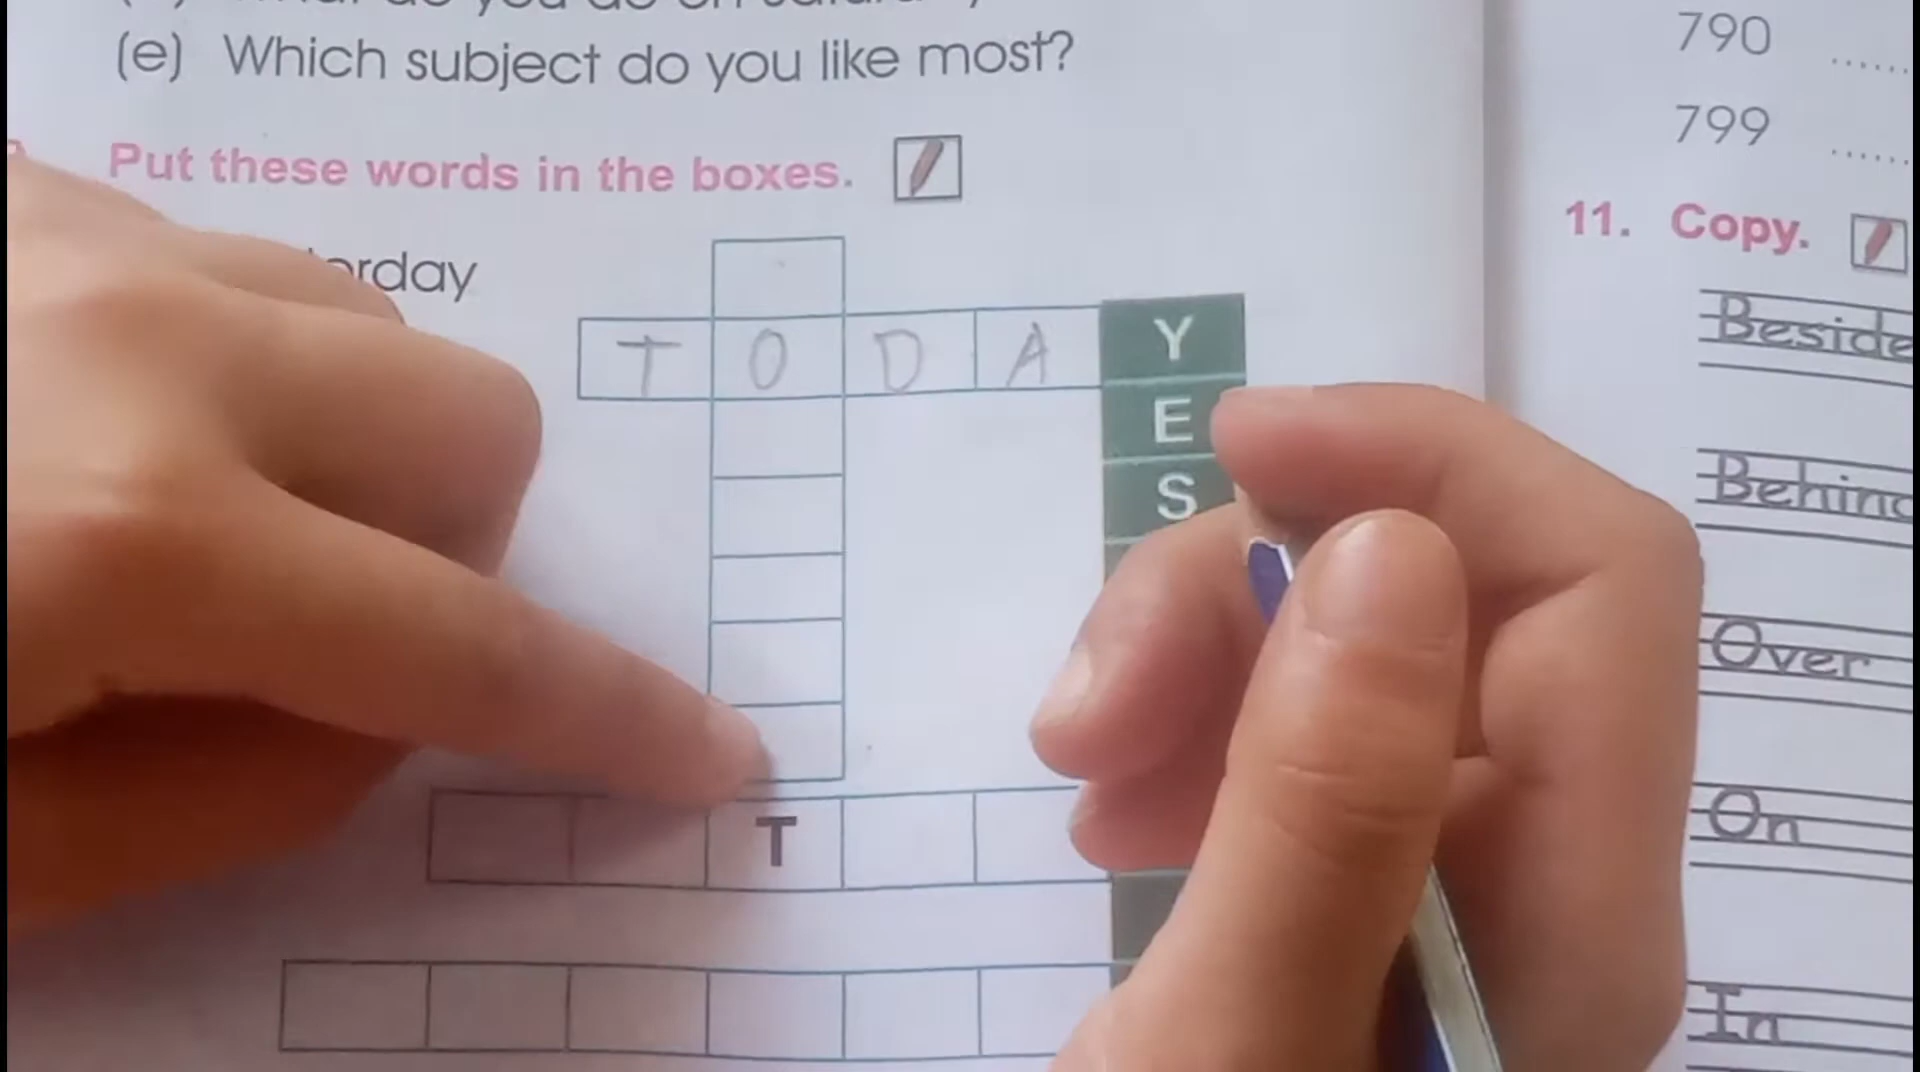 (e) Which subject do you like most?
Put these words in the boxes.
T O D A Y
E
S
T
790 ......
799 ......
11. Copy.
Beside
Behind
Over
On
In